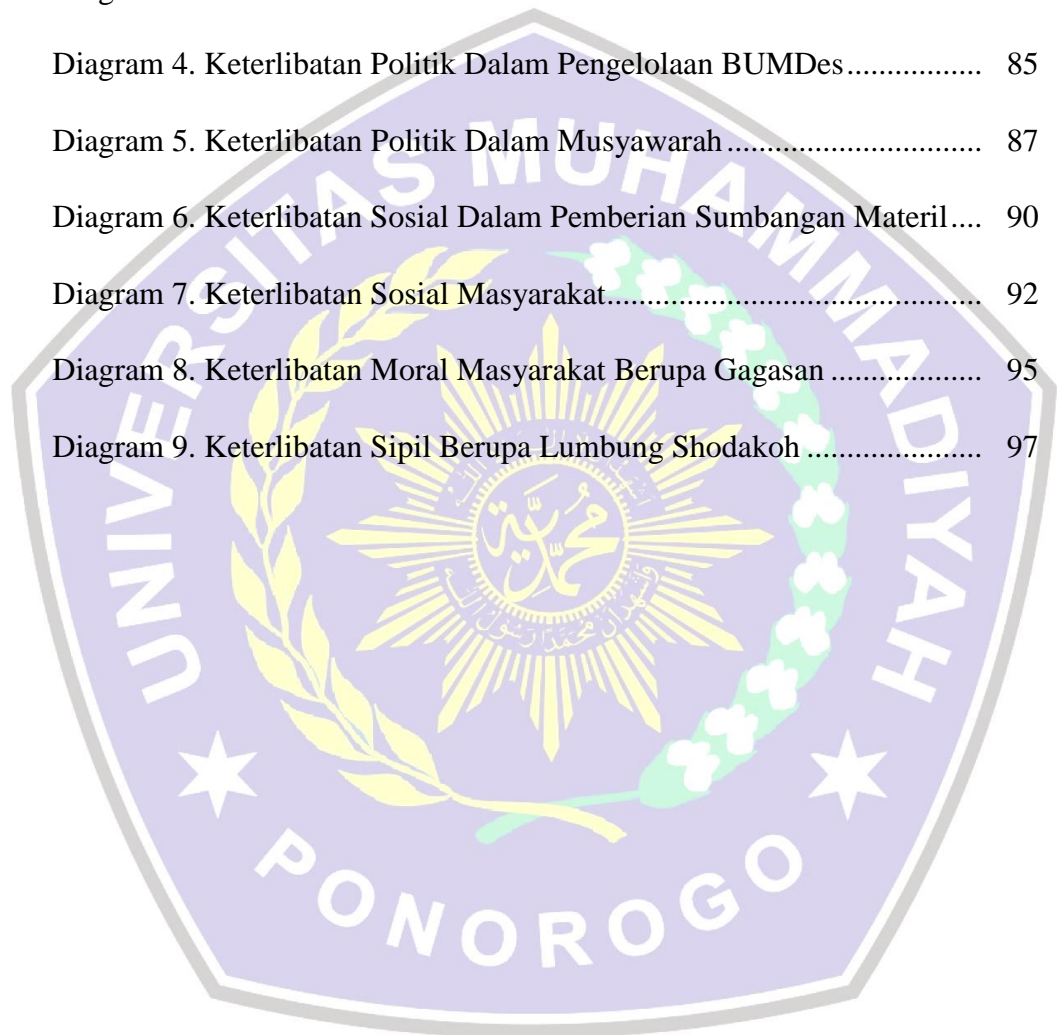 Diagram 4. Keterlibatan Politik Dalam Pengelolaan BUMDes................ 85
Diagram 5. Keterlibatan Politik Dalam Musyawarah............................... 87
Diagram 6. Keterlibatan Sosial Dalam Pemberian Sumbangan Materil.... 90
Diagram 7. Keterlibatan Sosial Masyarakat............................................. 92
Diagram 8. Keterlibatan Moral Masyarakat Berupa Gagasan .................. 95
Diagram 9. Keterlibatan Sipil Berupa Lumbung Shodakoh ..................... 97
UNIVERSITAS MUHAMMADIYAH
PONOROGO
محمدية